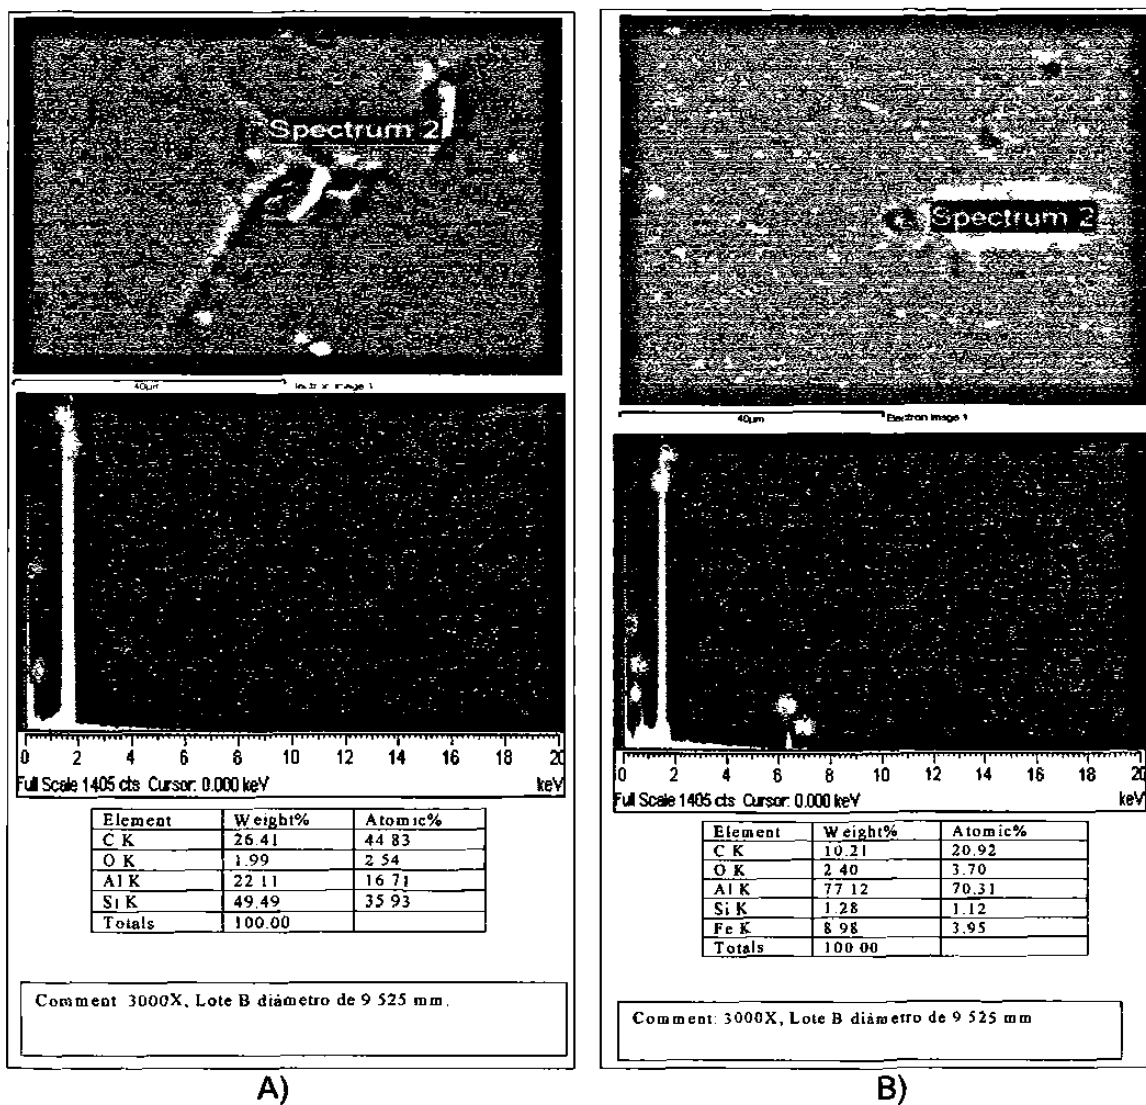 Spectrum 2
40µm
Electron Image 1
0 2 4 6 8 10 12 14 16 18 20
Full Scale 1405 cts Cursor: 0.000 keV keV
Element Weight% Atomic%
C K 26.41 44 83
O K 1.99 2 54
Al K 22 11 16 71
Si K 49.49 35 93
Totals 100.00
Comment 3000X, Lote B diámetro de 9 525 mm.
A)
Spectrum 2
40µm Electron Image 1
0 2 4 6 8 10 12 14 16 18 20
Full Scale 1405 cts Cursor: 0.000 keV keV
Element Weight% Atomic%
C K 10.21 20.92
O K 2 40 3.70
Al K 77 12 70.31
Si K 1.28 1.12
Fe K 8 98 3.95
Totals 100 00
Comment: 3000X, Lote B diámetro de 9 525 mm
B)